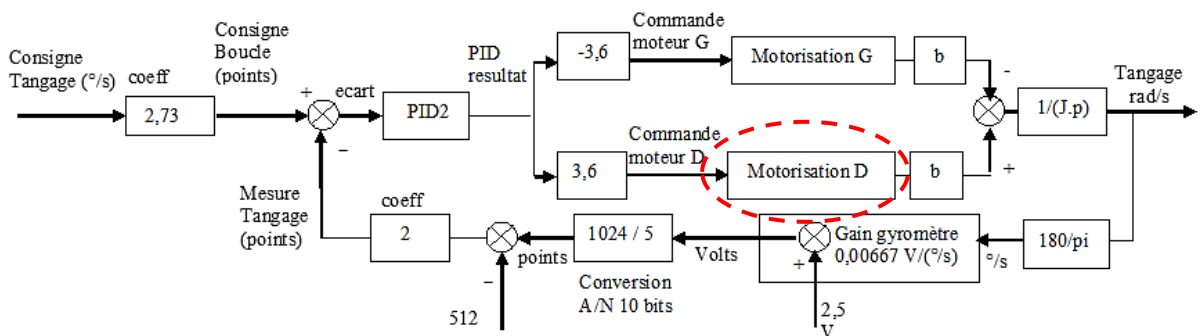 Consigne
Tangage (°/s)
coeff
2,73
Consigne
Boucle
(points)
+
−
ecart
PID2
PID
resultat
-3,6
Commande
moteur G
Motorisation G
b
-
3,6
Commande
moteur D
Motorisation D
b
+
1/(J.p)
Tangage
rad/s
Mesure
Tangage
(points)
coeff
2
−
512
points
1024 / 5
Conversion
A/N 10 bits
Volts
+
Gain gyromètre
0,00667 V/(°/s)
2,5
V
°/s
180/pi